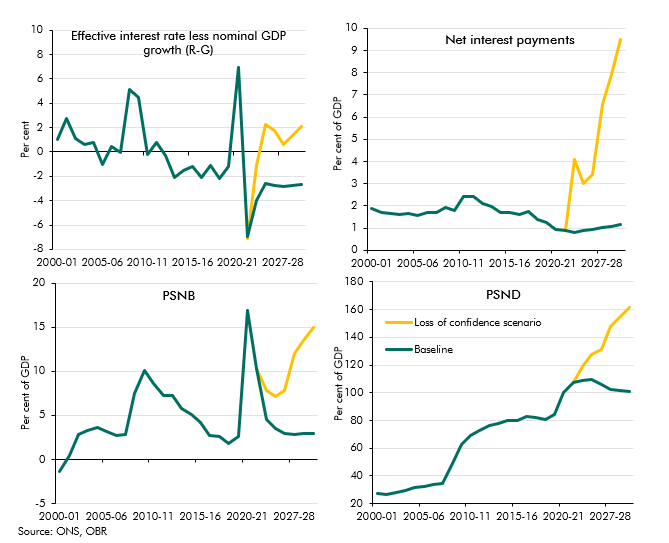 Effective interest rate less nominal GDP
growth (R-G)
Per cent
10
8
6
4
2
0
-2
-4
-6
-8
2000-01 2005-06 2010-11 2015-16 2020-21 2027-28
Net interest payments
Per cent of GDP
10
9
8
7
6
5
4
3
2
1
0
2000-01 2005-06 2010-11 2015-16 2020-21 2027-28
PSNB
Per cent of GDP
20
15
10
5
0
-5
2000-01 2005-06 2010-11 2015-16 2020-21 2027-28
PSND
Per cent of GDP
180
160
140
120
100
80
60
40
20
Loss of confidence scenario
Baseline
2000-01 2005-06 2010-11 2015-16 2020-21 2027-28
Source: ONS, OBR